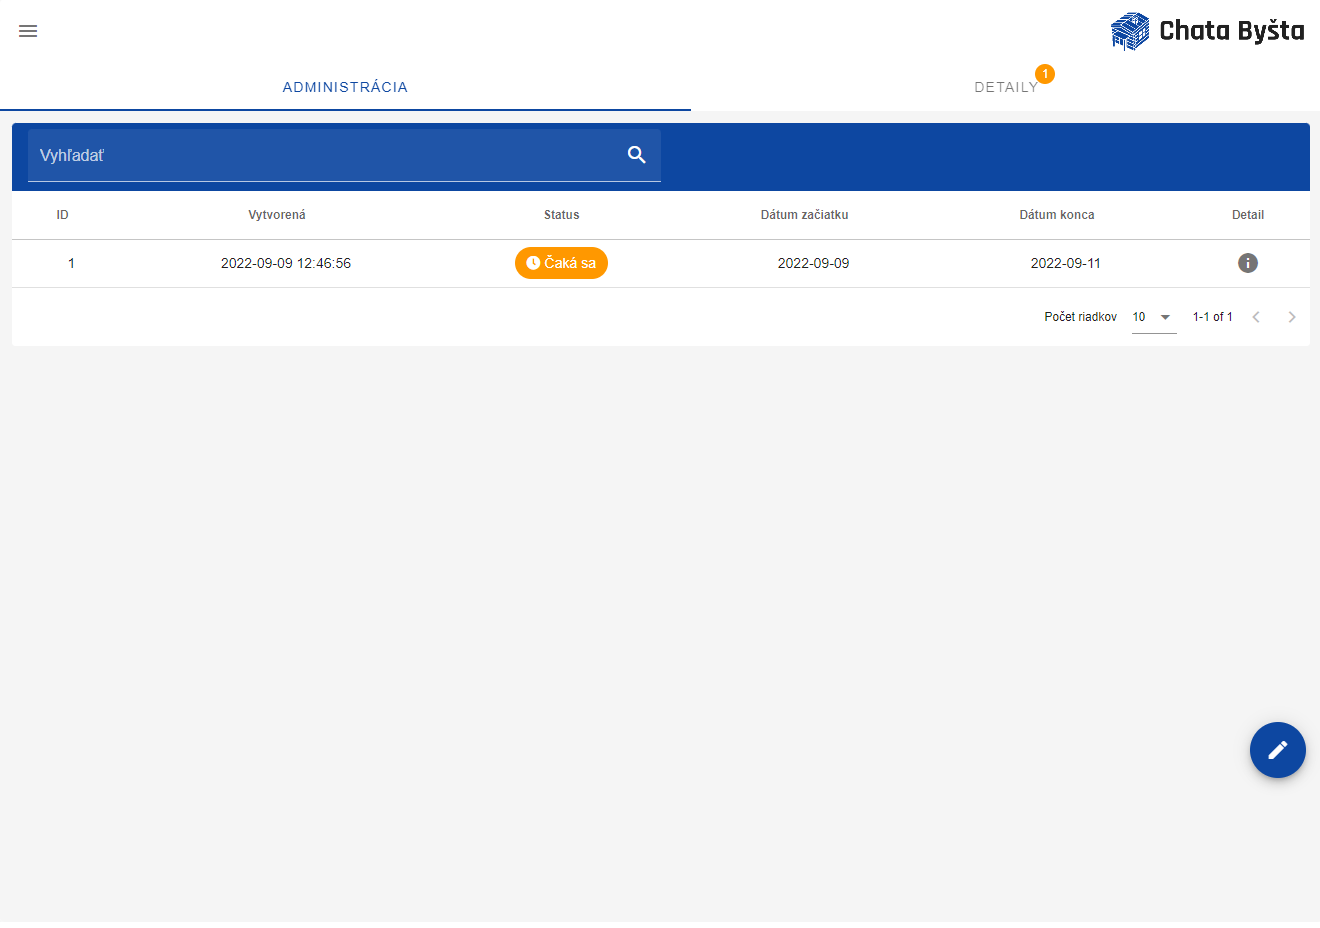 Chata Byšta
ADMINISTRÁCIA DETAILY 1
Vyhľadať
ID Vytvorená Status Dátum začiatku Dátum konca Detail
1 2022-09-09 12:46:56 Čaká sa 2022-09-09 2022-09-11
Počet riadkov 10 1-1 of 1